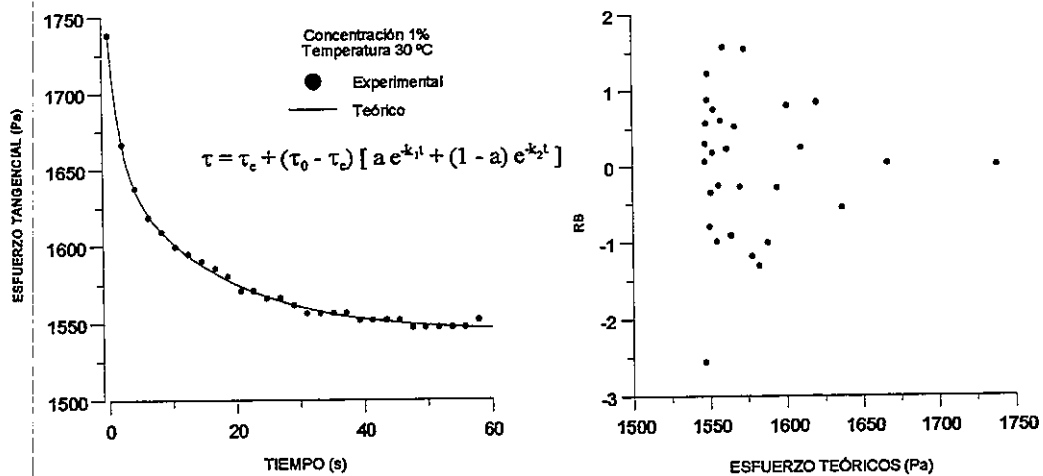 1750
1700
1650
1600
1550
1500
ESFUERZO TANGENCIAL (Pa)
0
20
40
60
TIEMPO (s)
Concentración 1%
Temperatura 30 ºC
Experimental
Teórico
τ = τe + (τ0 - τe) [ a e^-k1t + (1 - a) e^-k2t ]
2
1
0
-1
-2
-3
RB
1500
1550
1600
1650
1700
1750
ESFUERZO TEÓRICOS (Pa)